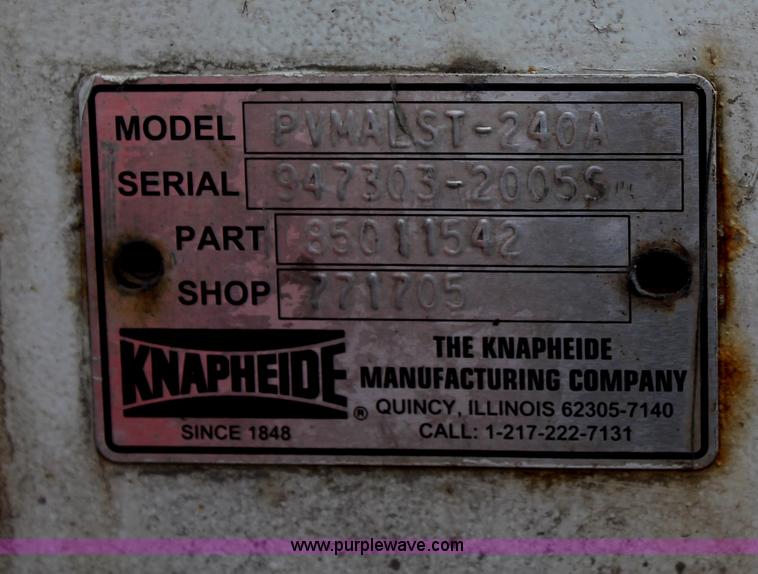 MODEL PVMALST-240A
SERIAL 947303-2005S
PART 85011542
SHOP 771705
KNAPHEIDE ®
SINCE 1848
THE KNAPHEIDE
MANUFACTURING COMPANY
QUINCY, ILLINOIS 62305-7140
CALL: 1-217-222-7131
www.purplewave.com